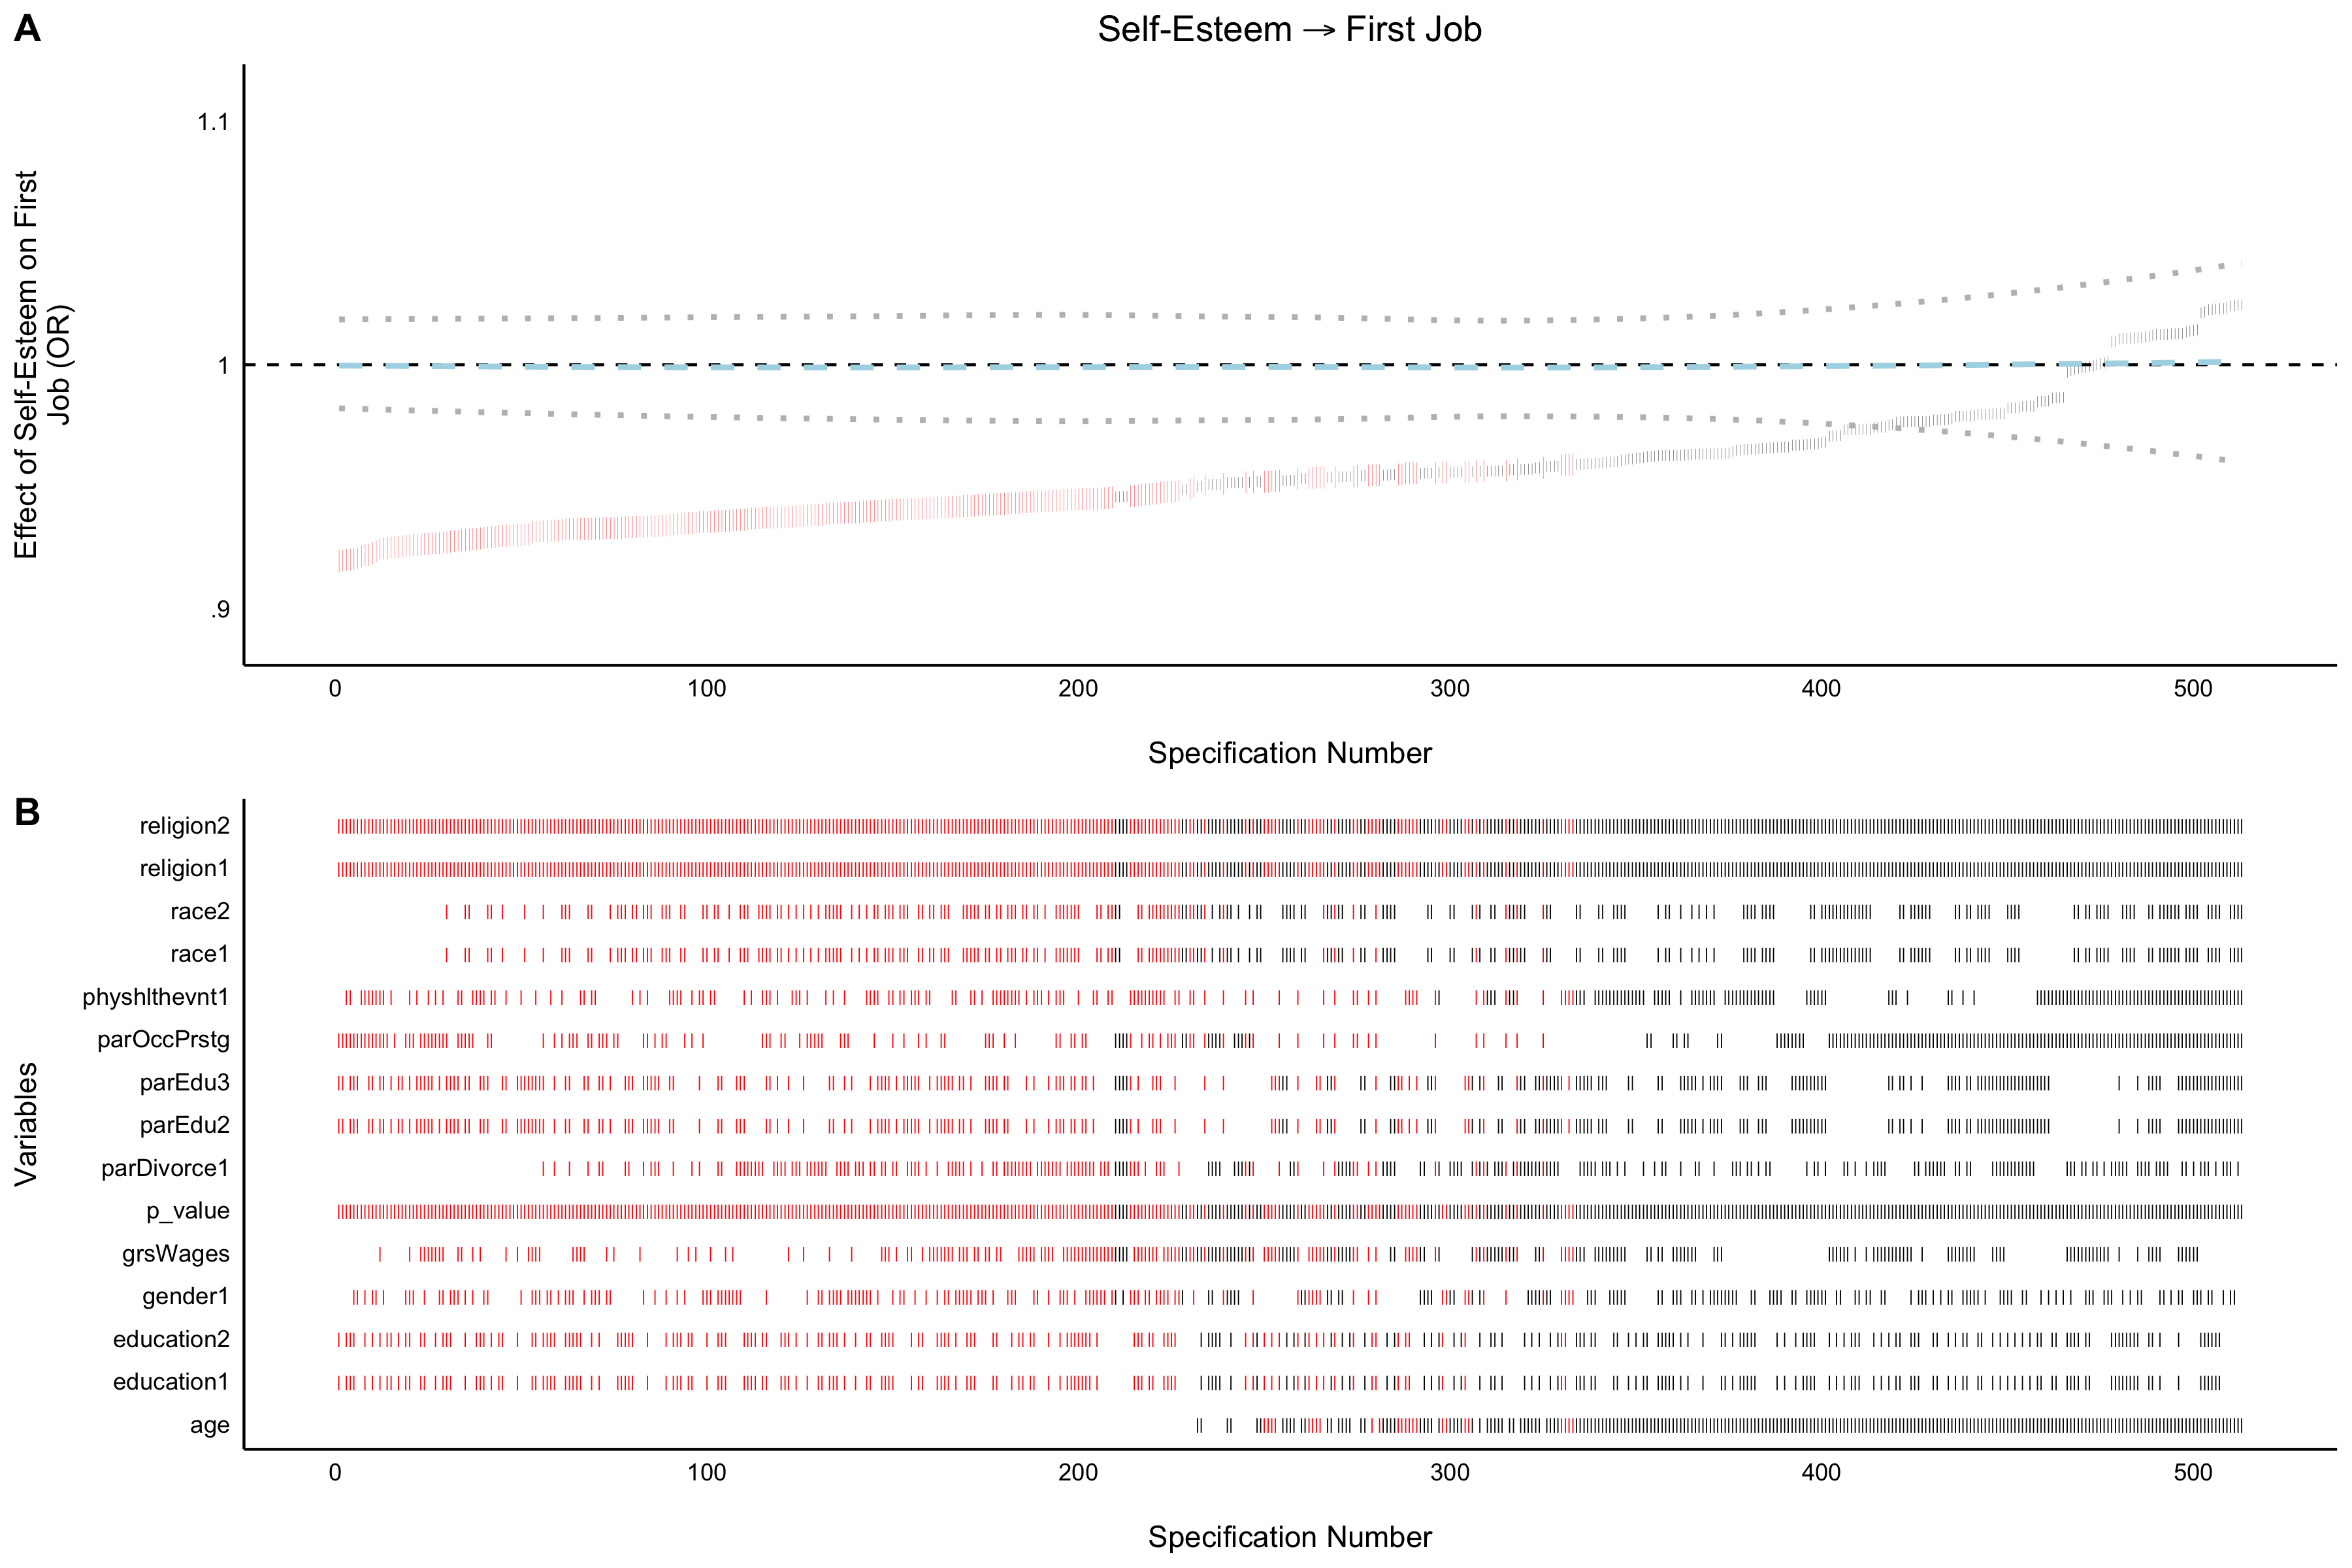 A
Self-Esteem → First Job
Effect of Self-Esteem on First
Job (OR)
1.1
1
.9
0 100 200 300 400 500
Specification Number
B
Variables
religion2
religion1
race2
race1
physhlthevnt1
parOccPrstg
parEdu3
parEdu2
parDivorce1
p_value
grsWages
gender1
education2
education1
age
0 100 200 300 400 500
Specification Number